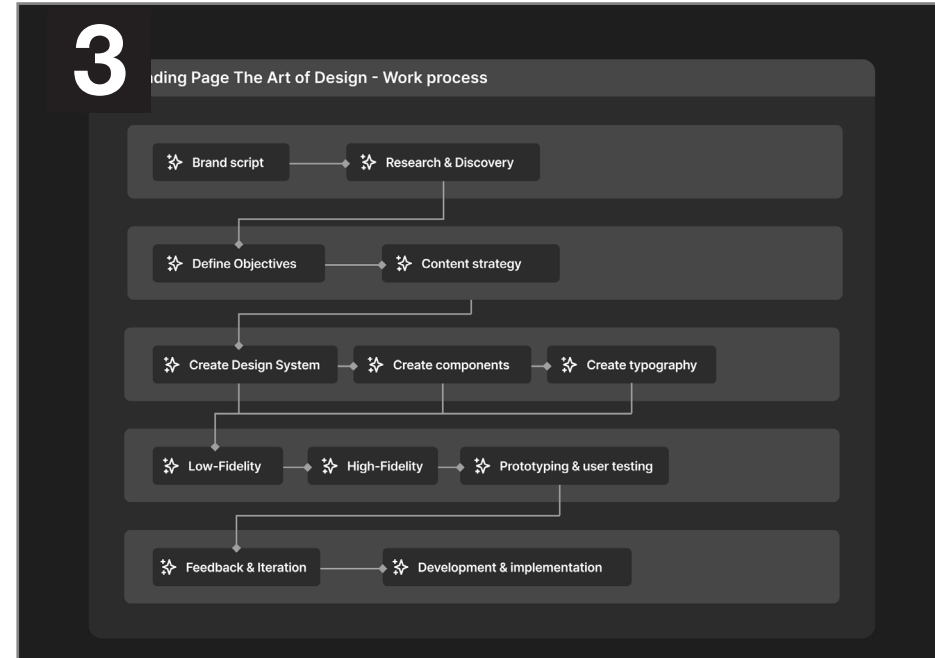 3
nding Page The Art of Design - Work process
Brand script
Research & Discovery
Define Objectives
Content strategy
Create Design System
Create components
Create typography
Low-Fidelity
High-Fidelity
Prototyping & user testing
Feedback & Iteration
Development & implementation